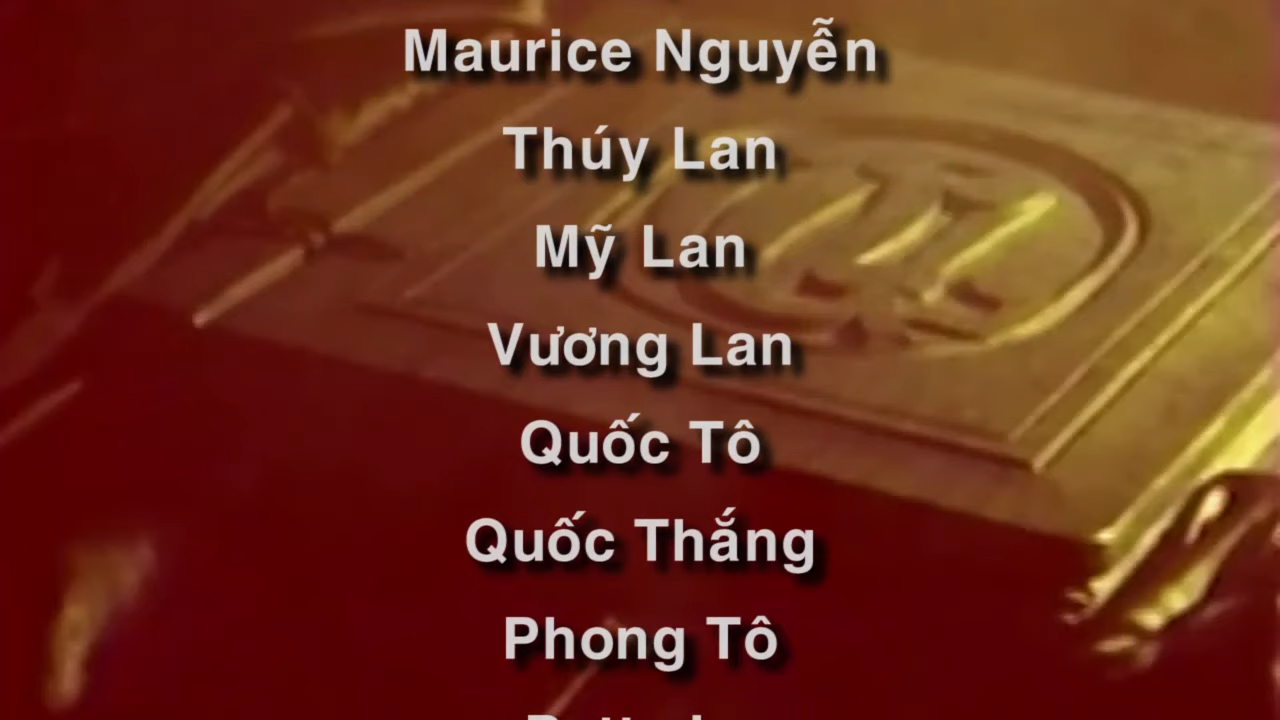 Maurice Nguyễn
Thúy Lan
Mỹ Lan
Vương Lan
Quốc Tô
Quốc Thắng
Phong Tô